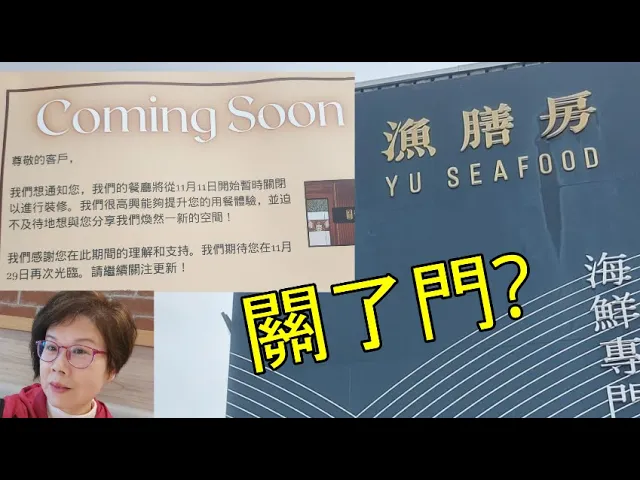 Coming Soon
尊敬的客戶，
我們想通知您，我們的餐廳將從11月11日開始暫時關閉
以進行裝修。我們很高興能夠提升您的用餐體驗，並迫
不及待地想與您分享我們煥然一新的空間！
我們感謝您在此期間的理解和支持。我們期待您在11月
29日再次光臨。請繼續關注更新！
漁膳房
YU SEAFOOD
海鮮專門
關了門?